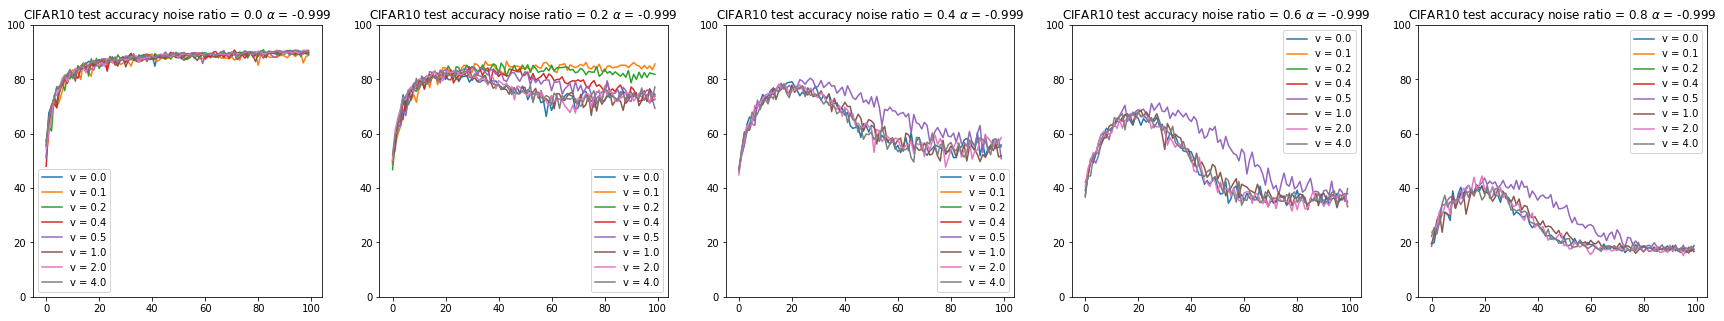 CIFAR10 test accuracy noise ratio = 0.0 α = -0.999
100
80
60
40
20
0
0 20 40 60 80 100
v = 0.0
v = 0.1
v = 0.2
v = 0.4
v = 0.5
v = 1.0
v = 2.0
v = 4.0
CIFAR10 test accuracy noise ratio = 0.2 α = -0.999
100
80
60
40
20
0
0 20 40 60 80 100
v = 0.0
v = 0.1
v = 0.2
v = 0.4
v = 0.5
v = 1.0
v = 2.0
v = 4.0
CIFAR10 test accuracy noise ratio = 0.4 α = -0.999
100
80
60
40
20
0
0 20 40 60 80 100
v = 0.0
v = 0.1
v = 0.2
v = 0.4
v = 0.5
v = 1.0
v = 2.0
v = 4.0
CIFAR10 test accuracy noise ratio = 0.6 α = -0.999
100
80
60
40
20
0
0 20 40 60 80 100
v = 0.0
v = 0.1
v = 0.2
v = 0.4
v = 0.5
v = 1.0
v = 2.0
v = 4.0
CIFAR10 test accuracy noise ratio = 0.8 α = -0.999
100
80
60
40
20
0
0 20 40 60 80 100
v = 0.0
v = 0.1
v = 0.2
v = 0.4
v = 0.5
v = 1.0
v = 2.0
v = 4.0